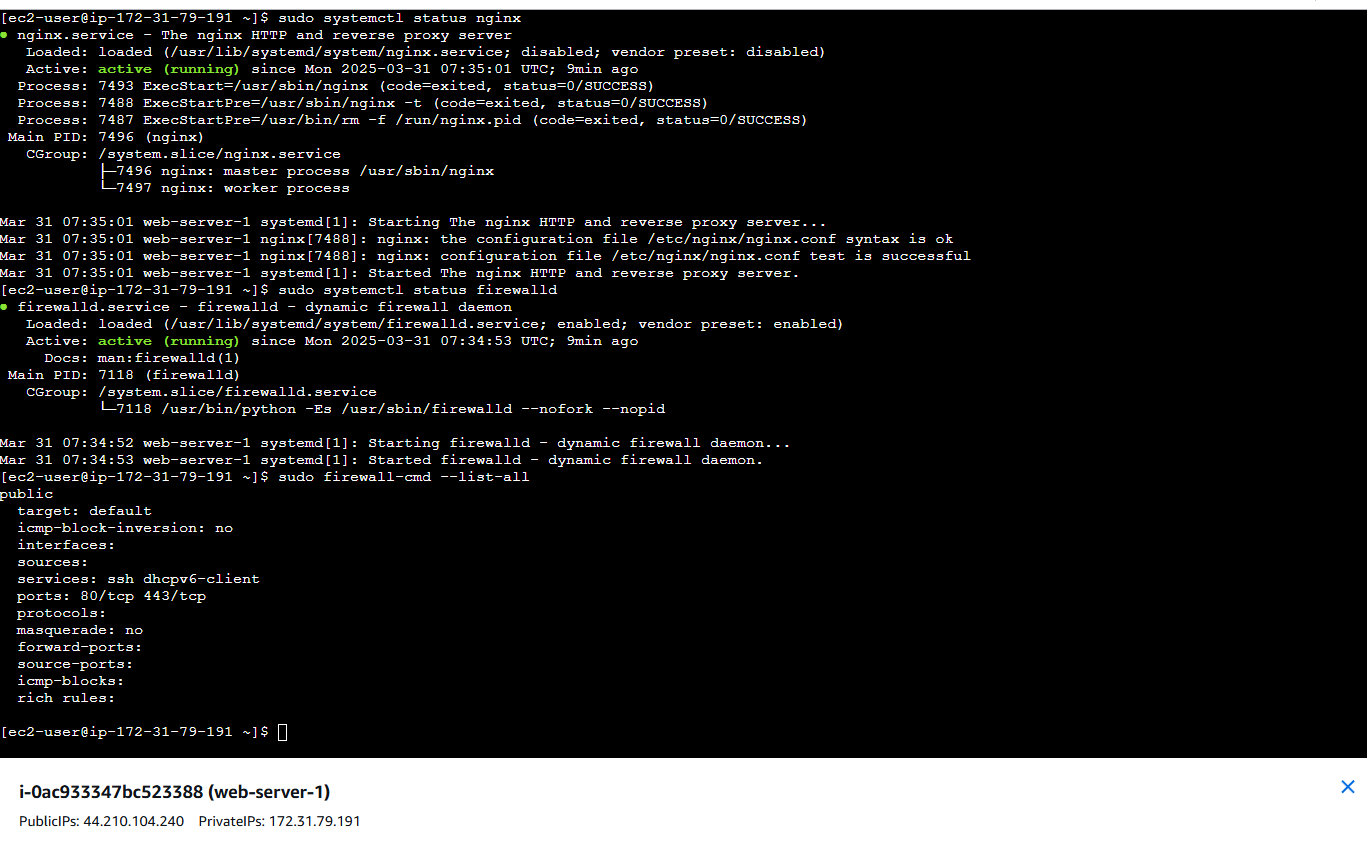 [ec2-user@ip-172-31-79-191 ~]$ sudo systemctl status nginx
● nginx.service - The nginx HTTP and reverse proxy server
   Loaded: loaded (/usr/lib/systemd/system/nginx.service; disabled; vendor preset: disabled)
   Active: active (running) since Mon 2025-03-31 07:35:01 UTC; 9min ago
  Process: 7493 ExecStart=/usr/sbin/nginx (code=exited, status=0/SUCCESS)
  Process: 7488 ExecStartPre=/usr/sbin/nginx -t (code=exited, status=0/SUCCESS)
  Process: 7487 ExecStartPre=/usr/bin/rm -f /run/nginx.pid (code=exited, status=0/SUCCESS)
 Main PID: 7496 (nginx)
   CGroup: /system.slice/nginx.service
           ├─7496 nginx: master process /usr/sbin/nginx
           └─7497 nginx: worker process

Mar 31 07:35:01 web-server-1 systemd[1]: Starting The nginx HTTP and reverse proxy server...
Mar 31 07:35:01 web-server-1 nginx[7488]: nginx: the configuration file /etc/nginx/nginx.conf syntax is ok
Mar 31 07:35:01 web-server-1 nginx[7488]: nginx: configuration file /etc/nginx/nginx.conf test is successful
Mar 31 07:35:01 web-server-1 systemd[1]: Started The nginx HTTP and reverse proxy server.
[ec2-user@ip-172-31-79-191 ~]$ sudo systemctl status firewalld
● firewalld.service - firewalld - dynamic firewall daemon
   Loaded: loaded (/usr/lib/systemd/system/firewalld.service; enabled; vendor preset: enabled)
   Active: active (running) since Mon 2025-03-31 07:34:53 UTC; 9min ago
     Docs: man:firewalld(1)
 Main PID: 7118 (firewalld)
   CGroup: /system.slice/firewalld.service
           └─7118 /usr/bin/python -Es /usr/sbin/firewalld --nofork --nopid

Mar 31 07:34:52 web-server-1 systemd[1]: Starting firewalld - dynamic firewall daemon...
Mar 31 07:34:53 web-server-1 systemd[1]: Started firewalld - dynamic firewall daemon.
[ec2-user@ip-172-31-79-191 ~]$ sudo firewall-cmd --list-all
public
  target: default
  icmp-block-inversion: no
  interfaces:
  sources:
  services: ssh dhcpv6-client
  ports: 80/tcp 443/tcp
  protocols:
  masquerade: no
  forward-ports:
  source-ports:
  icmp-blocks:
  rich rules:

[ec2-user@ip-172-31-79-191 ~]$
i-0ac933347bc523388 (web-server-1)
PublicIPs: 44.210.104.240 PrivateIPs: 172.31.79.191